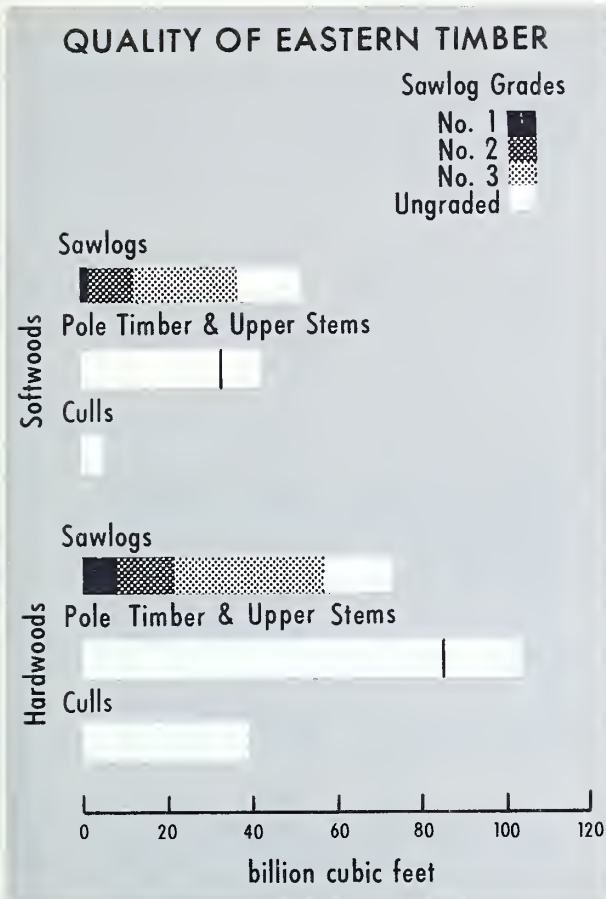 QUALITY OF EASTERN TIMBER
Sawlog Grades
No. 1
No. 2
No. 3
Ungraded
Softwoods
Sawlogs
Pole Timber & Upper Stems
Culls
Hardwoods
Sawlogs
Pole Timber & Upper Stems
Culls
0 20 40 60 80 100 120
billion cubic feet